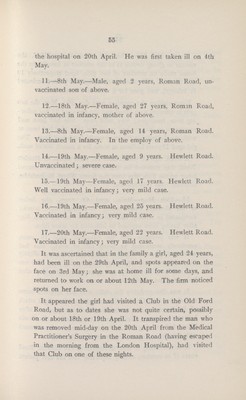 55
the hospital on 20th April. He was first taken ill on 4th
May.
11.—8th May.—Male, aged 2 years, Roman Road, un-
vaccinated son of above.
12.—18th May.—Female, aged 27 years, Roman Road,
vaccinated in infancy, mother of above.
13.—8th May.—Female, aged 14 years, Roman Road.
Vaccinated in infancy. In the employ of above.
14.—19th May.—Female, aged 9 years. Hewlett Road.
Unvaccinated; severe case.
15.—19th May—Female, aged 17 years. Hewlett Road.
Well vaccinated in infancy; very mild case.
16.—19th May.—Female, aged 25 years. Hewlett Road.
Vaccinated in infancy; very mild case.
17.—20th May.—Female, aged 22 years. Hewlett Road.
Vaccinated in infancy; very mild case.
It was ascertained that in the family a girl, aged 24 years,
had been ill on the 29th April, and spots appeared on the
face on 3rd May; she was at home ill for some days, and
returned to work on or about 12th May. The firm noticed
spots on her face.
It appeared the girl had visited a Club in the Old Ford
Road, but as to dates she was not quite certain, possibly
on or about 18th or 19th April. It transpired the man who
was removed mid-day on the 20th April from the Medical
Practitioner's Surgery in the Roman Road (having escaped
in the morning from the London Hospital), had visited
that Club on one of these nights.